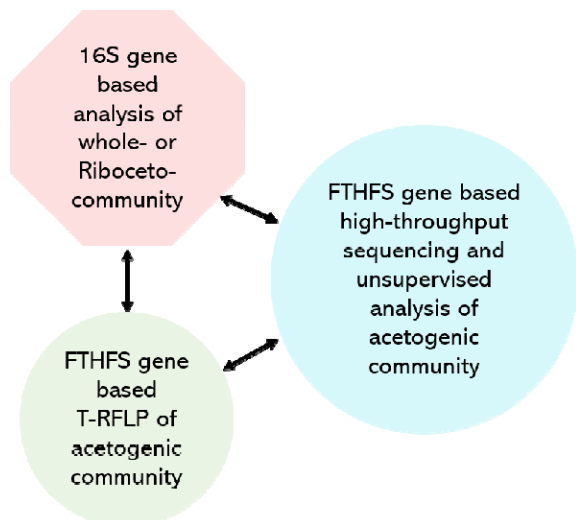 16S gene
based
analysis of
whole- or
Riboceto-
community
FTHFS gene based
high-throughput
sequencing and
unsupervised
analysis of
acetogenic
community
FTHFS gene
based
T-RFLP of
acetogenic
community